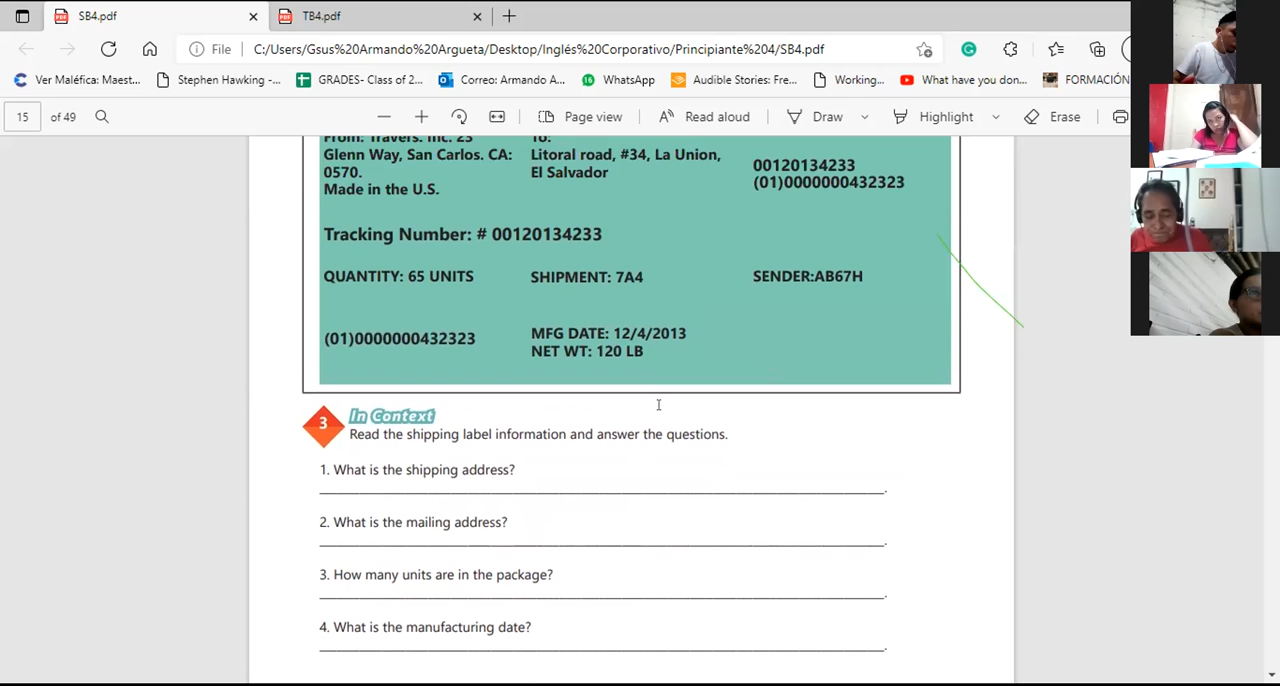 SB4.pdf
TB4.pdf
File
C:/Users/Gsus%20Armando%20Argueta/Desktop/Inglés%20Corporativo/Principiante%204/SB4.pdf
Ver Maléfica: Maest...
Stephen Hawking -...
GRADES- Class of 2...
Correo: Armando A...
WhatsApp
Audible Stories: Fre...
Working...
What have you don...
FORMACIÓN
15 of 49
Page view
Read aloud
Draw
Highlight
Erase
From: Travers. Inc. 25
To:
Glenn Way, San Carlos. CA:
Litoral road, #34, La Union,
00120134233
0570.
El Salvador
(01)0000000432323
Made in the U.S.
Tracking Number: # 00120134233
QUANTITY: 65 UNITS
SHIPMENT: 7A4
SENDER:AB67H
(01)0000000432323
MFG DATE: 12/4/2013
NET WT: 120 LB
3
In Context
Read the shipping label information and answer the questions.
1. What is the shipping address?
2. What is the mailing address?
3. How many units are in the package?
4. What is the manufacturing date?